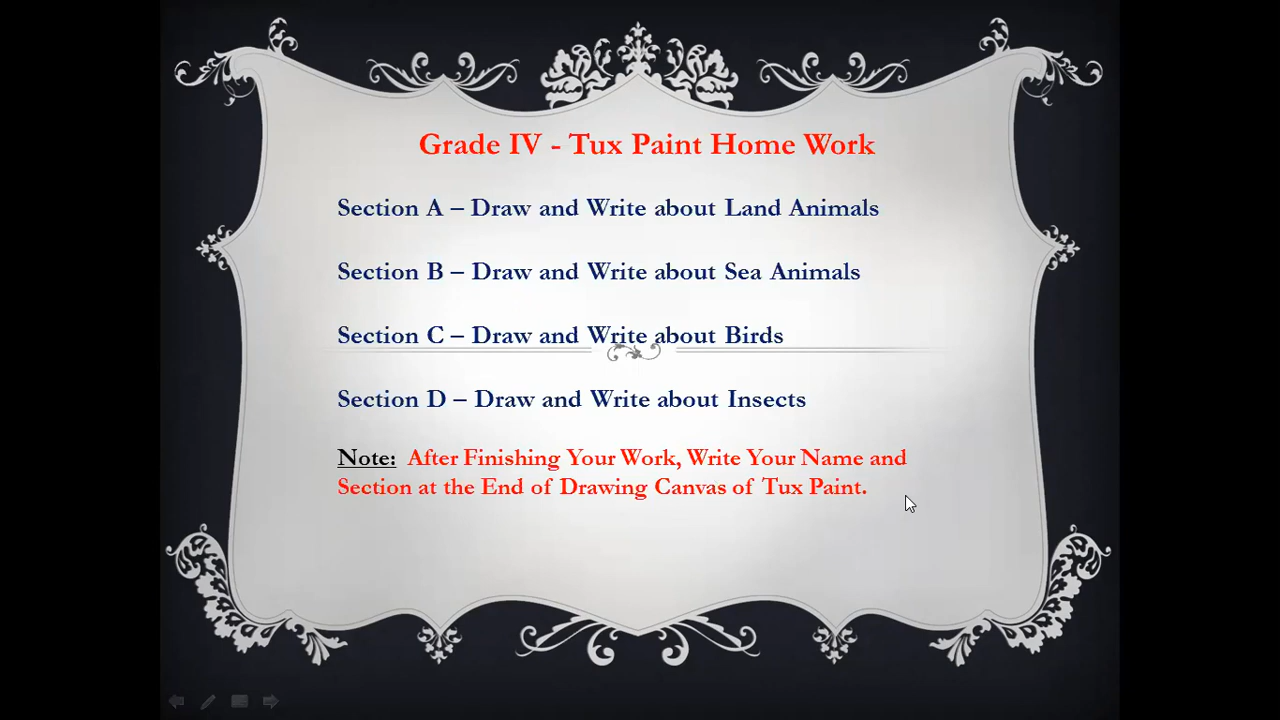 Grade IV - Tux Paint Home Work
Section A – Draw and Write about Land Animals
Section B – Draw and Write about Sea Animals
Section C – Draw and Write about Birds
Section D – Draw and Write about Insects
Note: After Finishing Your Work, Write Your Name and
Section at the End of Drawing Canvas of Tux Paint.